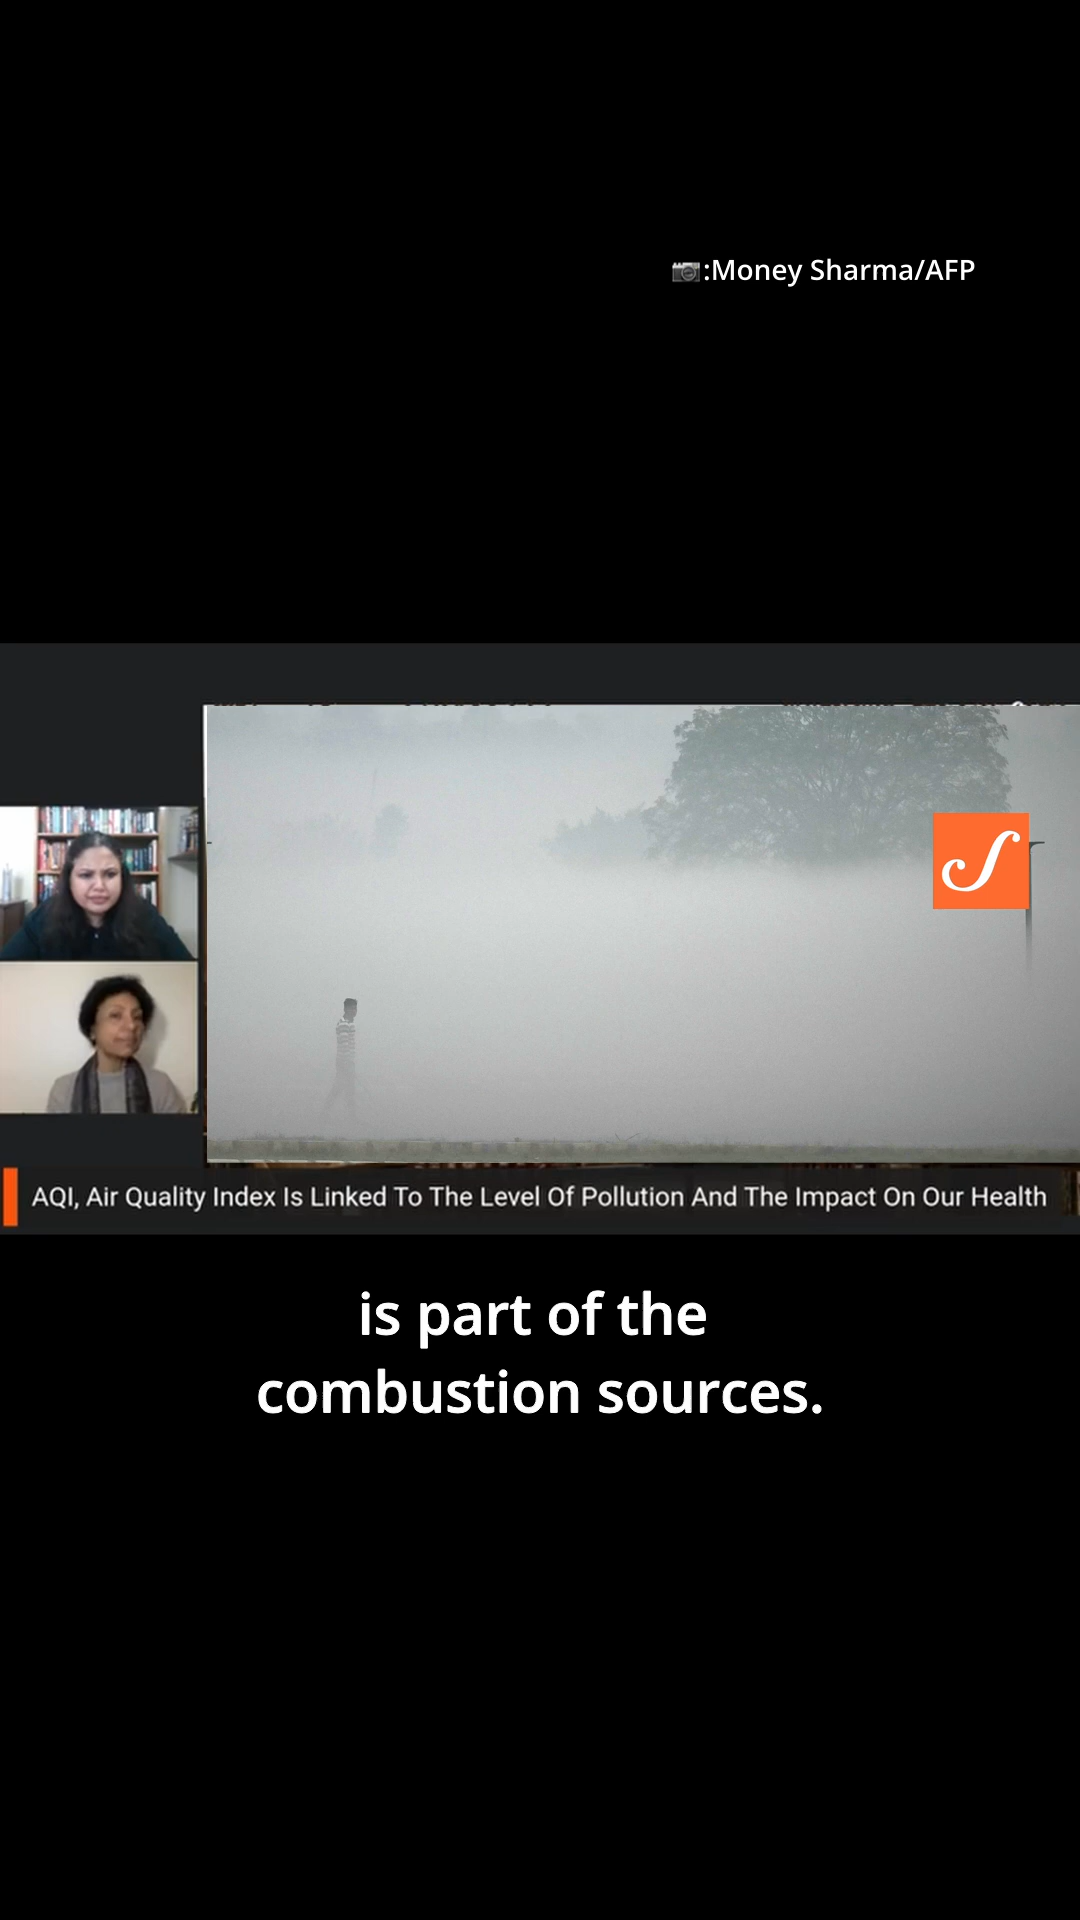 :Money Sharma/AFP
AQI, Air Quality Index Is Linked To The Level Of Pollution And The Impact On Our Health
is part of the
combustion sources.